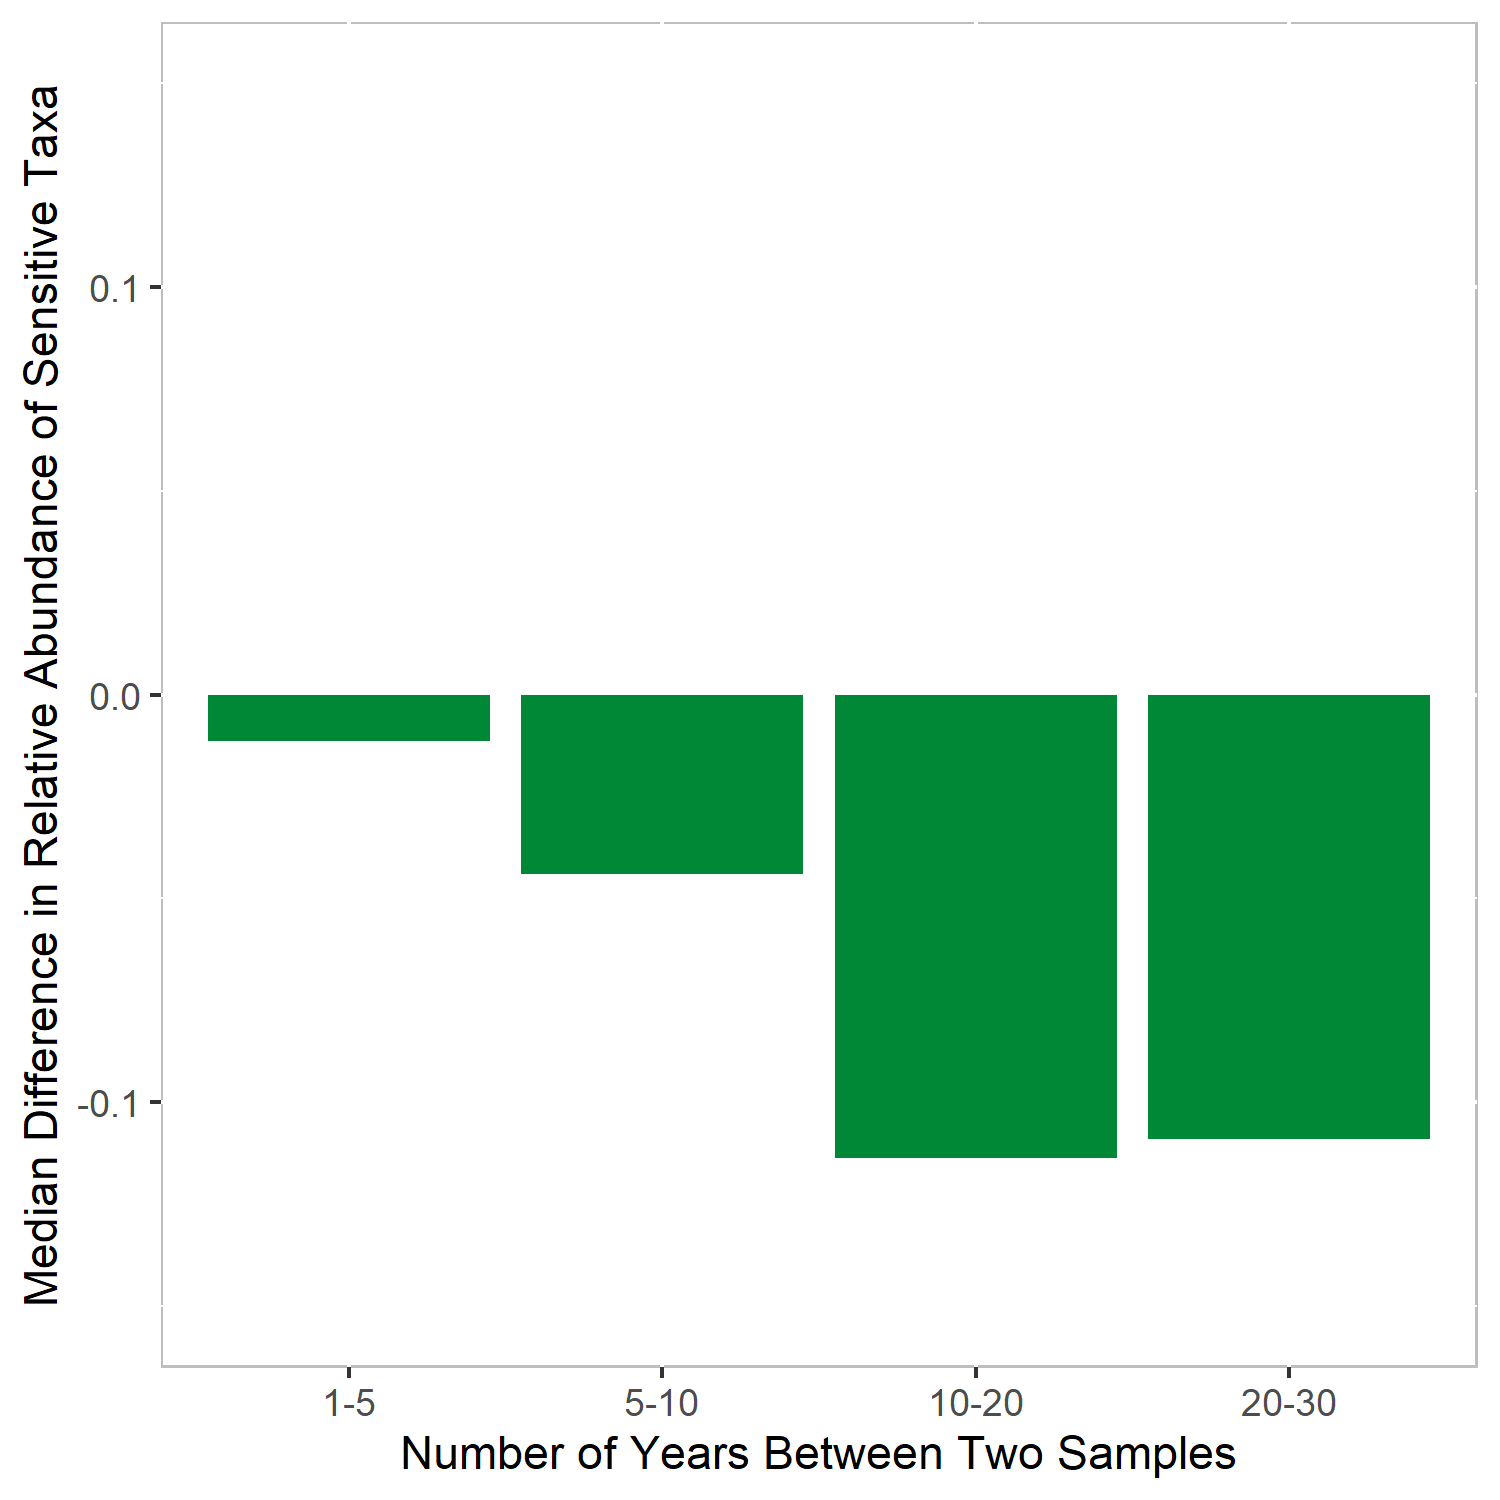 Median Difference in Relative Abundance of Sensitive Taxa
0.1
0.0
-0.1
1-5 5-10 10-20 20-30
Number of Years Between Two Samples